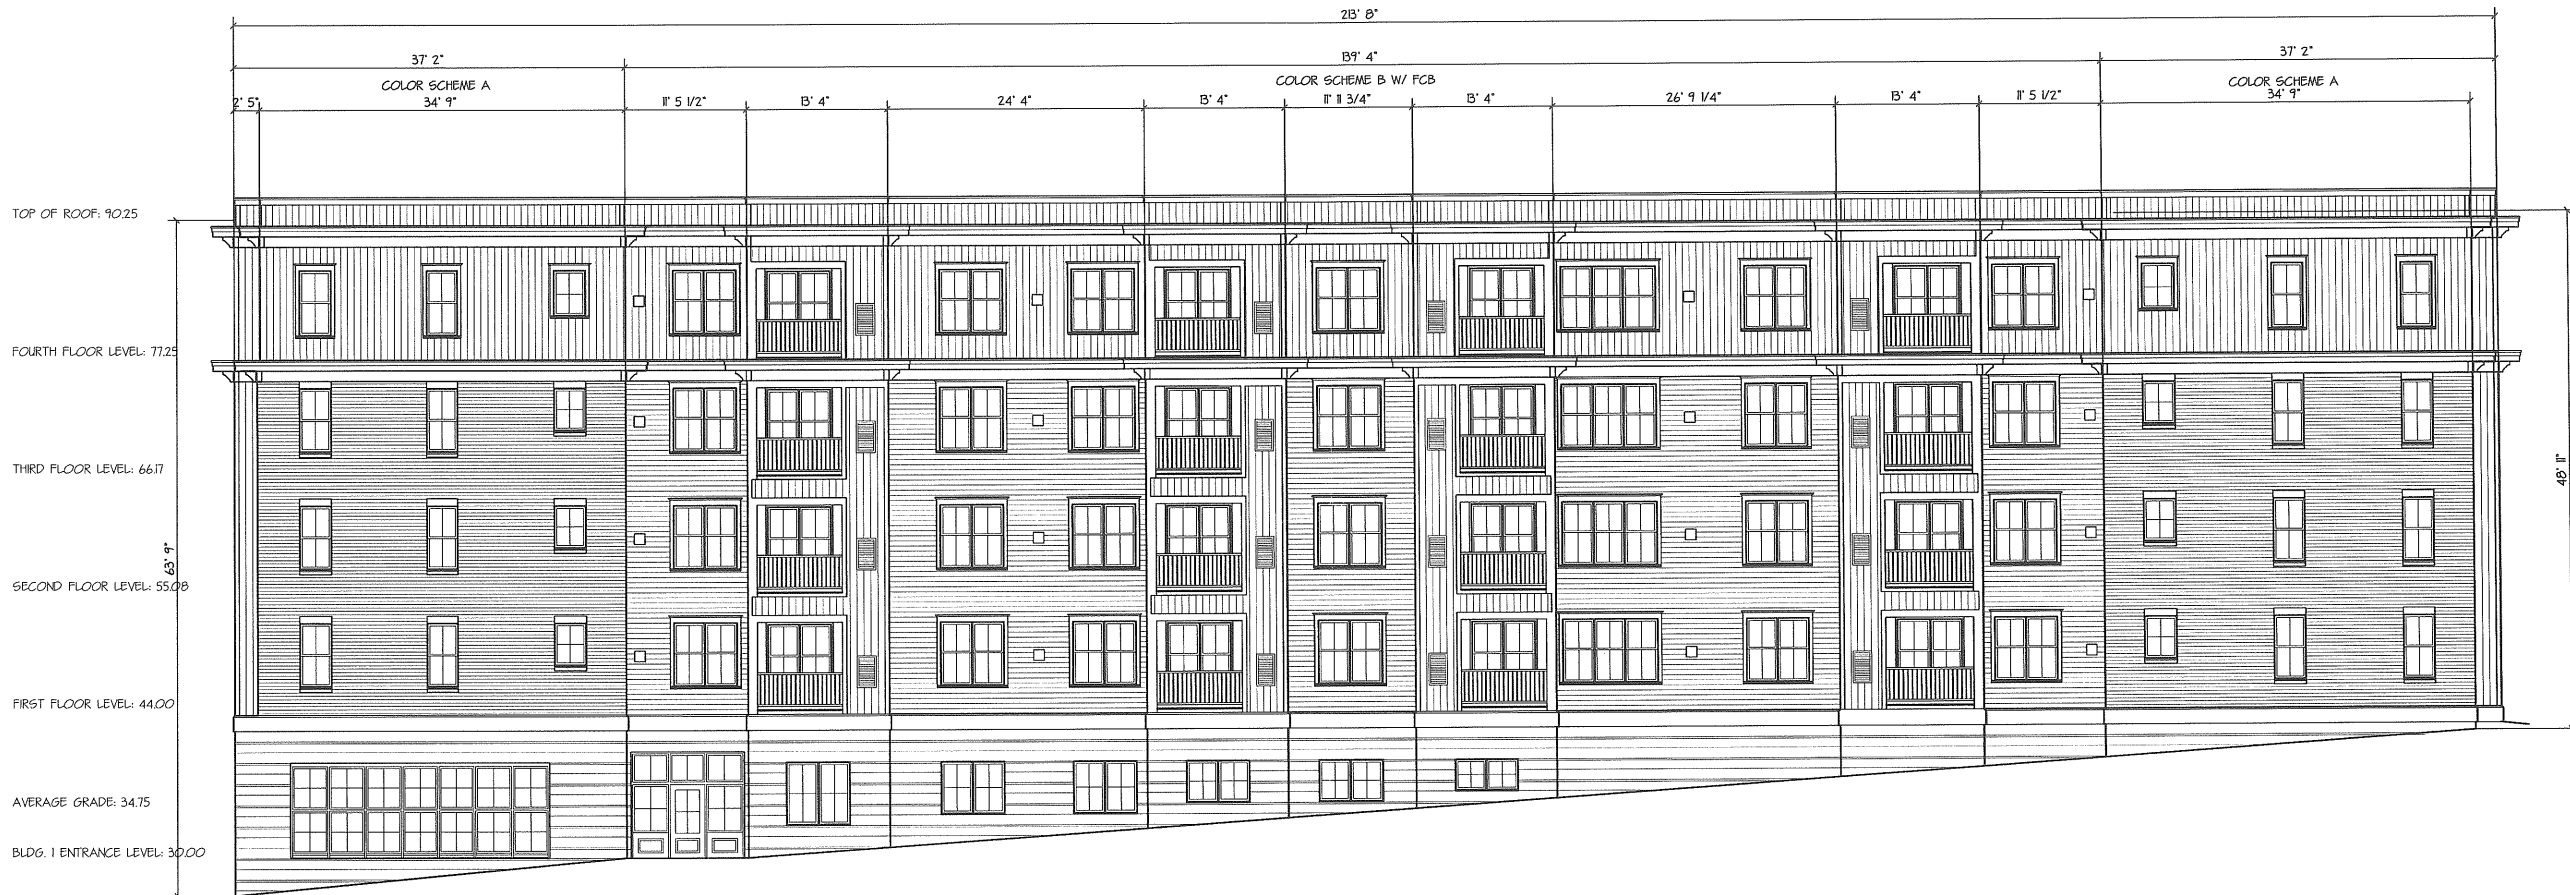 213' 8"
37' 2"
139' 4"
37' 2"
COLOR SCHEME A
COLOR SCHEME B W/ FCB
COLOR SCHEME A
2' 5"
34' 9"
11' 5 1/2"
13' 4"
24' 4"
13' 4"
11' 11 3/4"
13' 4"
26' 9 1/4"
13' 4"
11' 5 1/2"
34' 9"
TOP OF ROOF: 90.25
FOURTH FLOOR LEVEL: 77.25
THIRD FLOOR LEVEL: 66.17
48' 11"
63' 9"
SECOND FLOOR LEVEL: 55.08
FIRST FLOOR LEVEL: 44.00
AVERAGE GRADE: 34.75
BLDG. 1 ENTRANCE LEVEL: 30.00